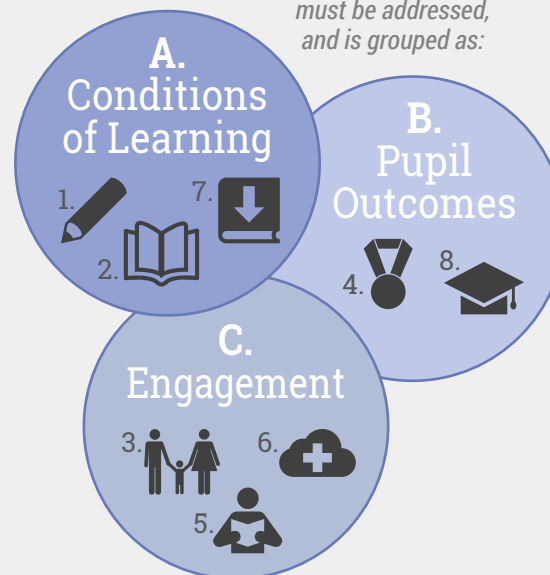 must be addressed,
and is grouped as:
A.
Conditions
of Learning
1.
7.
2.
B.
Pupil
Outcomes
4.
8.
C.
Engagement
3.
6.
5.